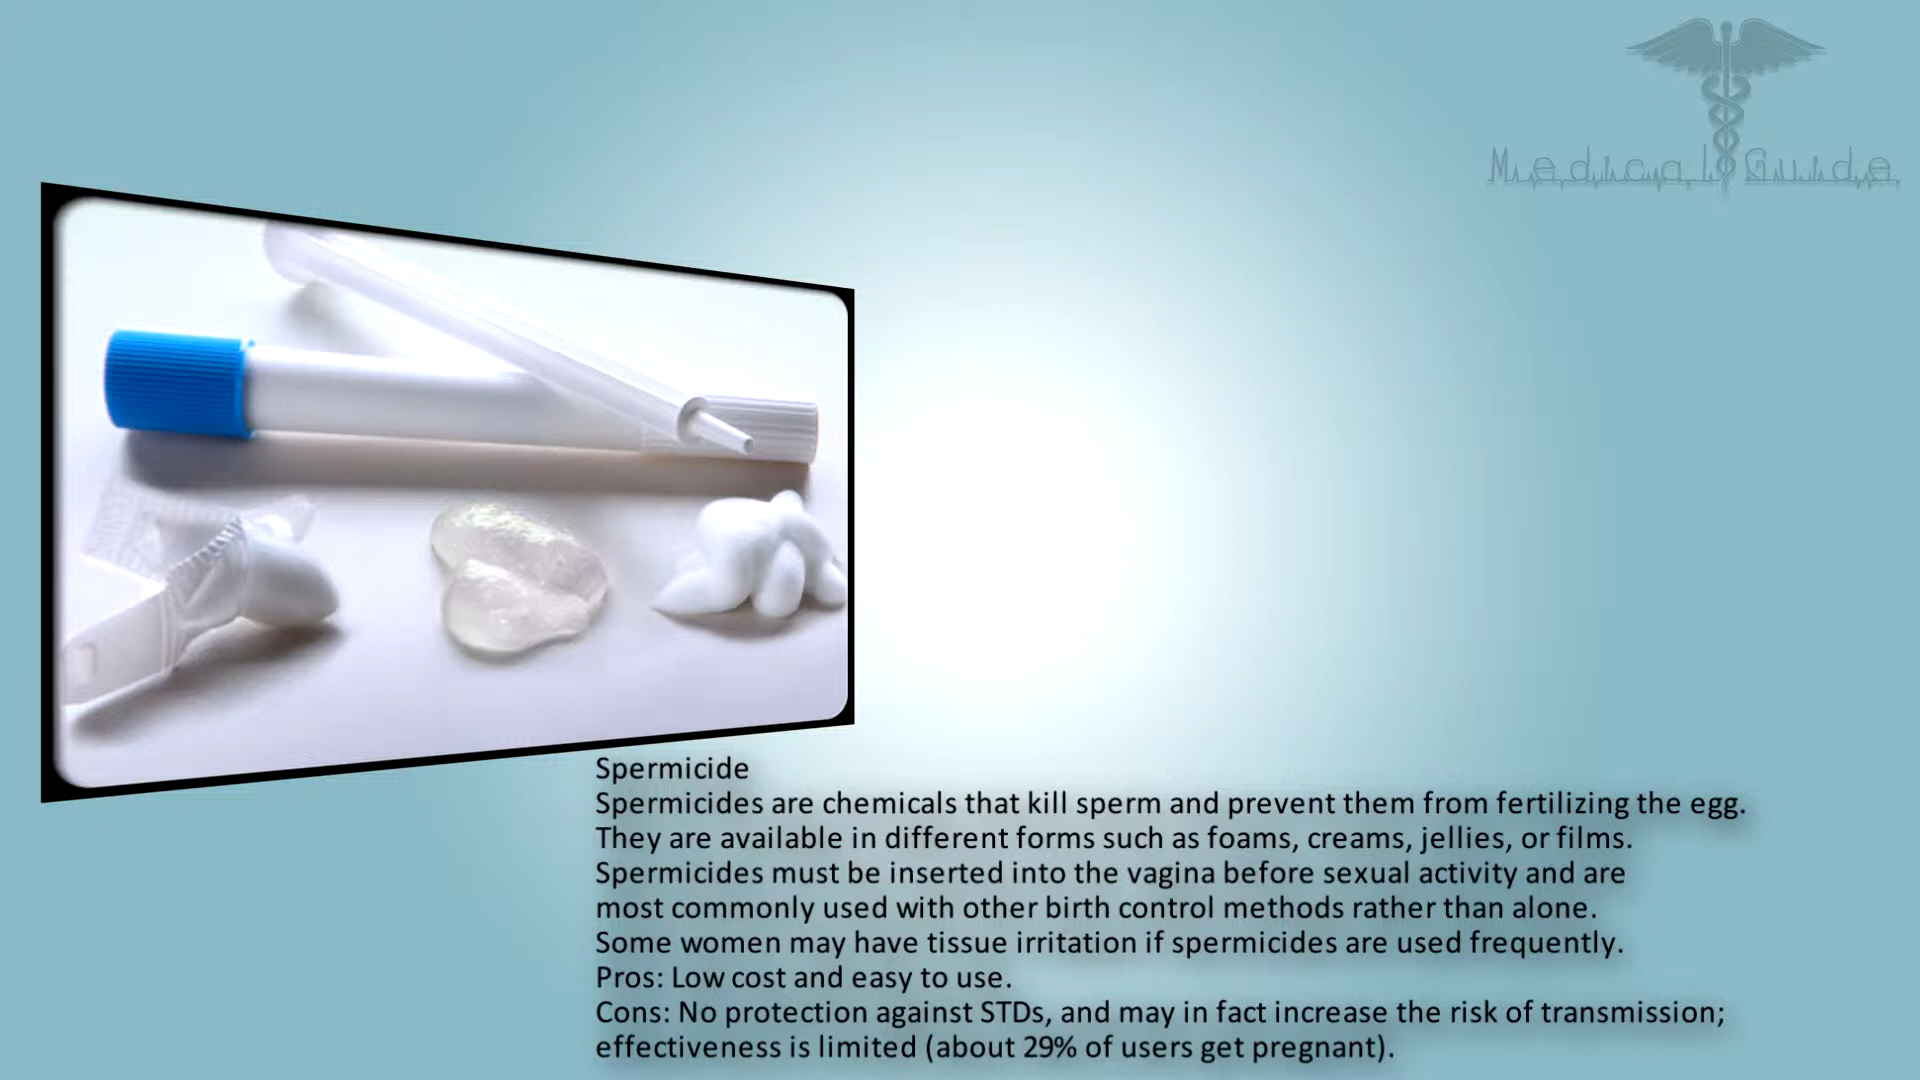 Medical Guide
Spermicide
Spermicides are chemicals that kill sperm and prevent them from fertilizing the egg.
They are available in different forms such as foams, creams, jellies, or films.
Spermicides must be inserted into the vagina before sexual activity and are
most commonly used with other birth control methods rather than alone.
Some women may have tissue irritation if spermicides are used frequently.
Pros: Low cost and easy to use.
Cons: No protection against STDs, and may in fact increase the risk of transmission;
effectiveness is limited (about 29% of users get pregnant).